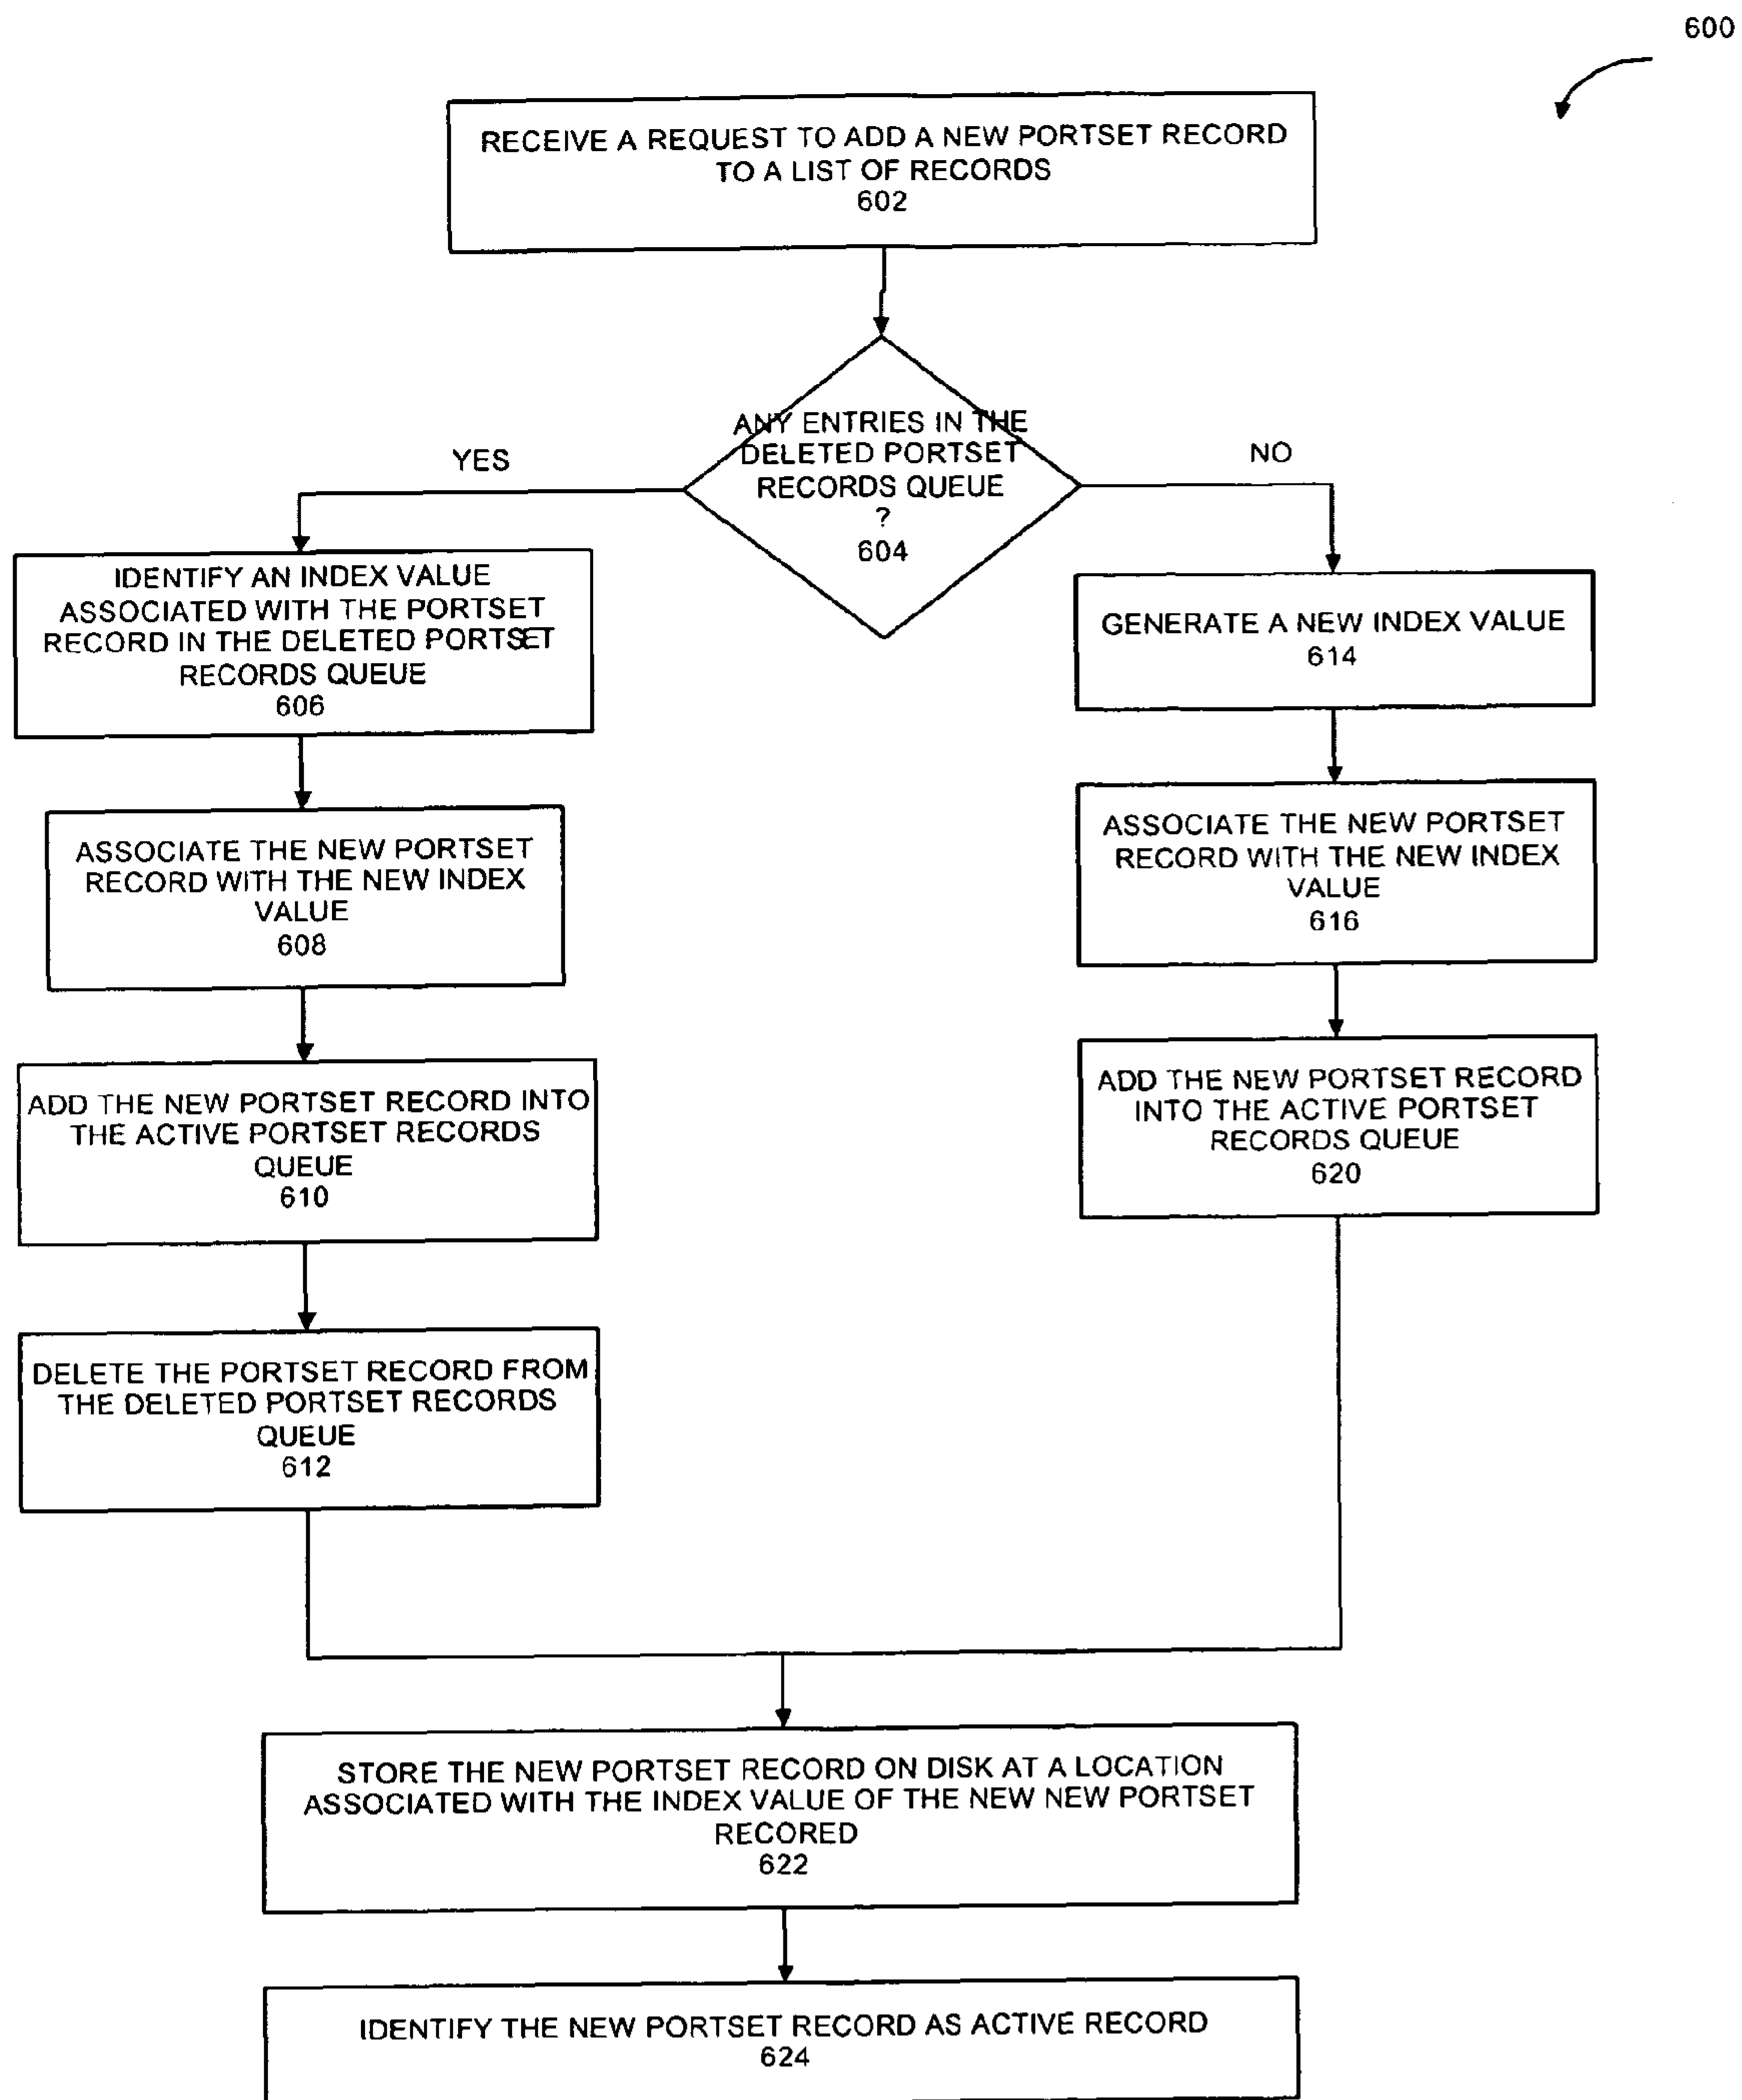 600
RECEIVE A REQUEST TO ADD A NEW PORTSET RECORD
TO A LIST OF RECORDS
602
ANY ENTRIES IN THE
DELETED PORTSET
RECORDS QUEUE
?
604
YES
NO
IDENTIFY AN INDEX VALUE
ASSOCIATED WITH THE PORTSET
RECORD IN THE DELETED PORTSET
RECORDS QUEUE
606
GENERATE A NEW INDEX VALUE
614
ASSOCIATE THE NEW PORTSET
RECORD WITH THE NEW INDEX
VALUE
608
ASSOCIATE THE NEW PORTSET
RECORD WITH THE NEW INDEX
VALUE
616
ADD THE NEW PORTSET RECORD INTO
THE ACTIVE PORTSET RECORDS
QUEUE
610
ADD THE NEW PORTSET RECORD
INTO THE ACTIVE PORTSET
RECORDS QUEUE
620
DELETE THE PORTSET RECORD FROM
THE DELETED PORTSET RECORDS
QUEUE
612
STORE THE NEW PORTSET RECORD ON DISK AT A LOCATION
ASSOCIATED WITH THE INDEX VALUE OF THE NEW NEW PORTSET
RECORED
622
IDENTIFY THE NEW PORTSET RECORD AS ACTIVE RECORD
624